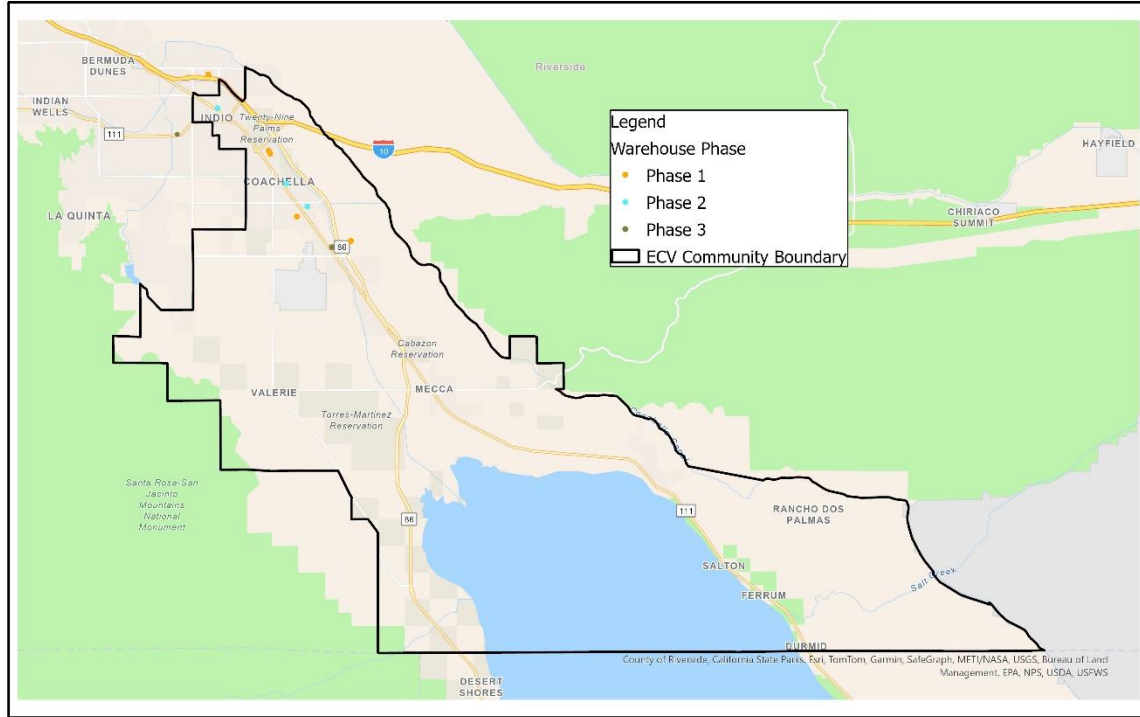 BERMUDA
DUNES
Riverside
INDIAN
WELLS
111
INDIO
Twenty-Nine
Palms
Reservation
10
HAYFIELD
Legend
Warehouse Phase
Phase 1
Phase 2
Phase 3
ECV Community Boundary
COACHELLA
LA QUINTA
CHIRIACO
SUMMIT
86
Cabazon
Reservation
VALERIE
MECCA
Torres-Martinez
Reservation
Coachella Canal
Santa Rosa-San
Jacinto
Mountains
National
Monument
86
111
RANCHO DOS
PALMAS
SALTON
Salt Creek
FERRUM
DURMID
DESERT
SHORES
County of Riverside, California State Parks, Esri, TomTom, Garmin, SafeGraph, METI/NASA, USGS, Bureau of Land
Management, EPA, NPS, USDA, USFWS